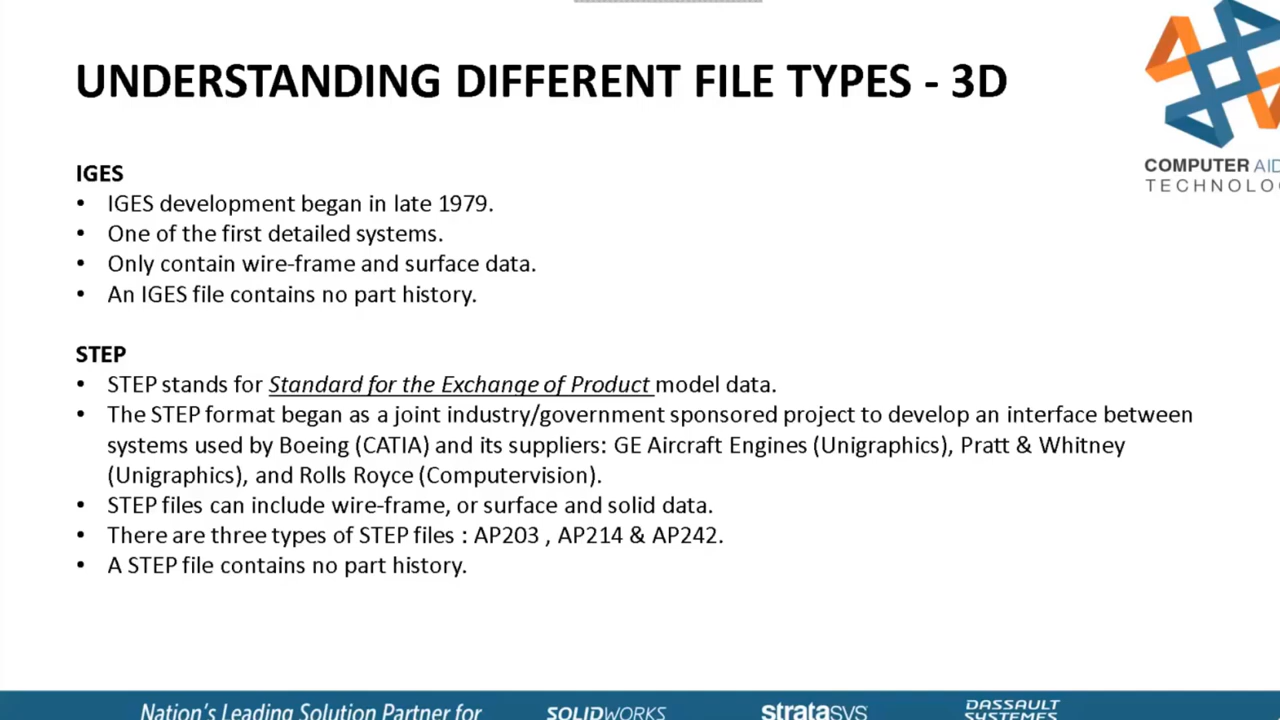 UNDERSTANDING DIFFERENT FILE TYPES - 3D
COMPUTER
TECHNOLO
IGES
• IGES development began in late 1979.
• One of the first detailed systems.
• Only contain wire-frame and surface data.
• An IGES file contains no part history.
STEP
• STEP stands for Standard for the Exchange of Product model data.
• The STEP format began as a joint industry/government sponsored project to develop an interface between
systems used by Boeing (CATIA) and its suppliers: GE Aircraft Engines (Unigraphics), Pratt & Whitney
(Unigraphics), and Rolls Royce (Computervision).
• STEP files can include wire-frame, or surface and solid data.
• There are three types of STEP files : AP203 , AP214 & AP242.
• A STEP file contains no part history.
Nation's Leading Solution Partner for
SOLIDWORKS
stratasys
DASSAULT
SYSTEMES